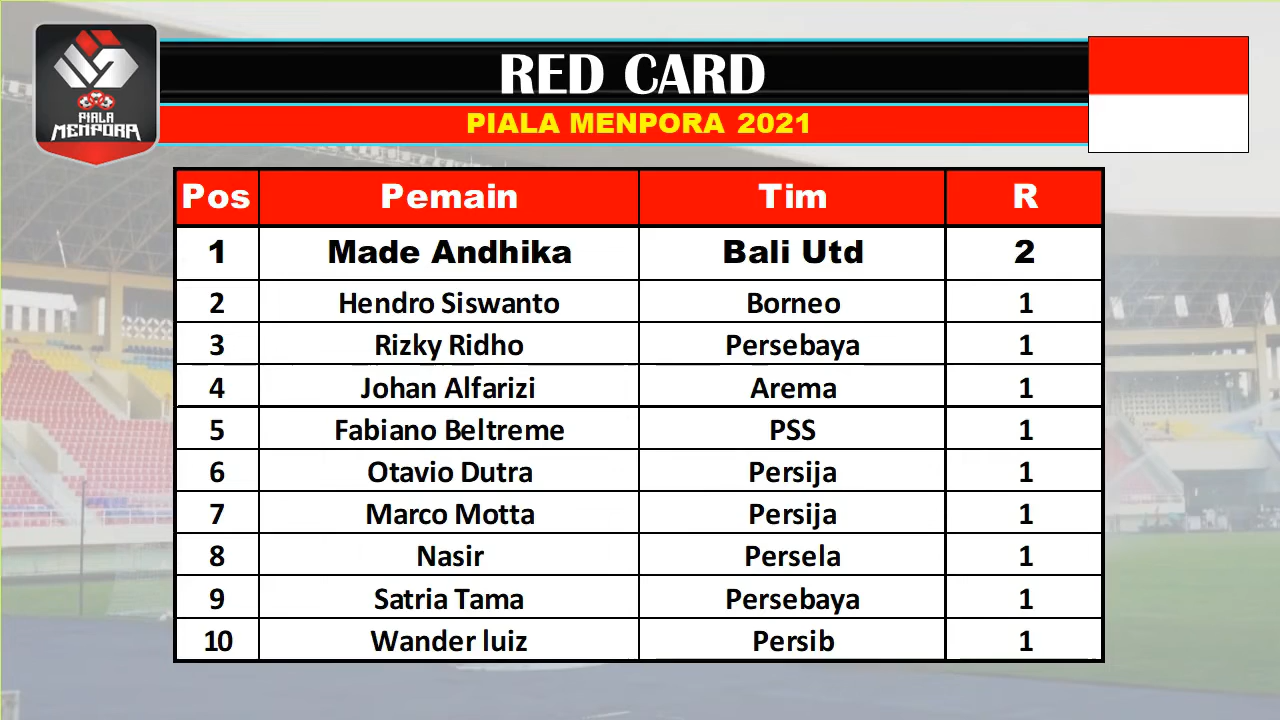 RED CARD
PIALA MENPORA 2021
PIALA
MENPORA
Pos Pemain Tim R
1 Made Andhika Bali Utd 2
2 Hendro Siswanto Borneo 1
3 Rizky Ridho Persebaya 1
4 Johan Alfarizi Arema 1
5 Fabiano Beltreme PSS 1
6 Otavio Dutra Persija 1
7 Marco Motta Persija 1
8 Nasir Persela 1
9 Satria Tama Persebaya 1
10 Wander luiz Persib 1